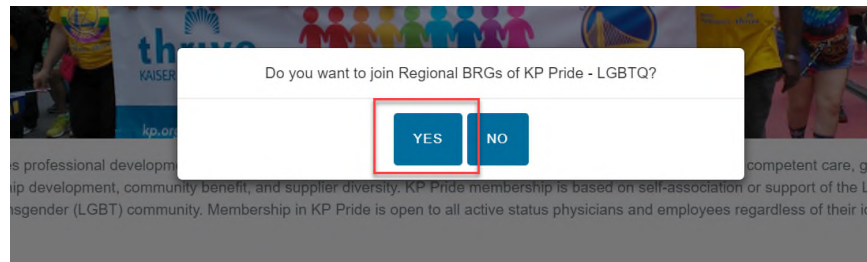 thrive
KAISER
kp.or
Do you want to join Regional BRGs of KP Pride - LGBTQ?
YES NO
s professional developm competent care, g
ip development, community benefit, and supplier diversity. KP Pride membership is based on self-association or support of the L
nsgender (LGBT) community. Membership in KP Pride is open to all active status physicians and employees regardless of their i